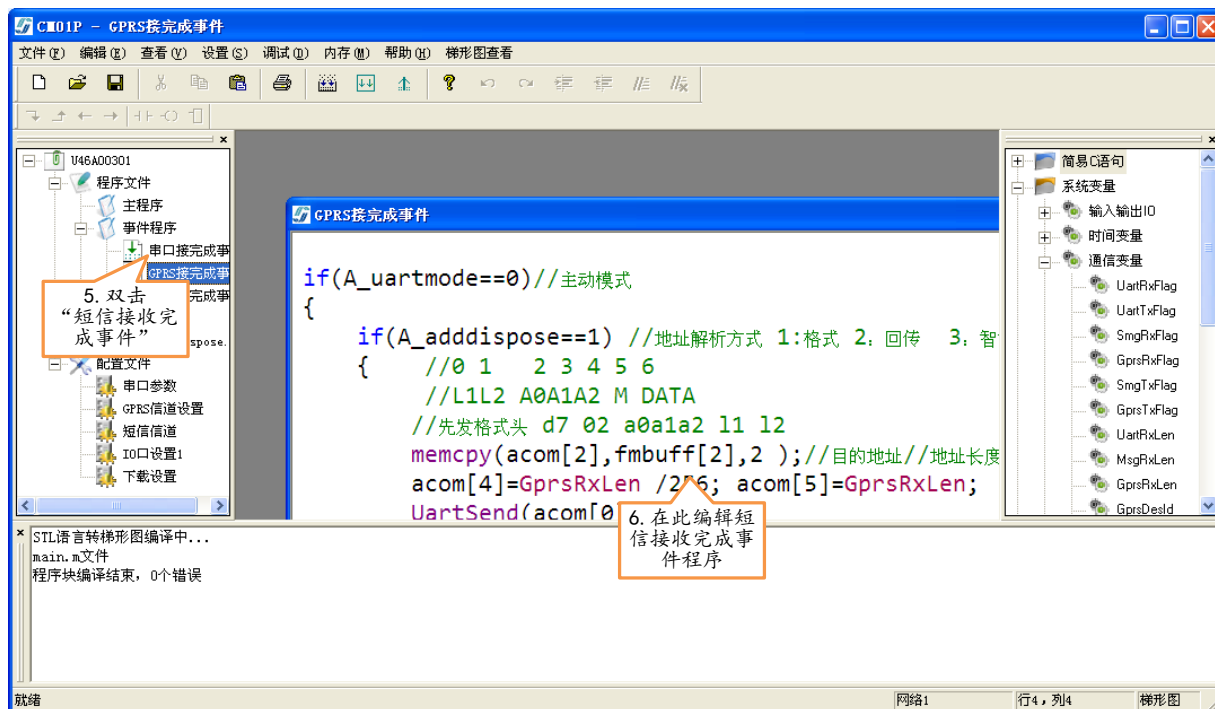 CM01P - GPRS接完成事件
文件(F) 编辑(E) 查看(V) 设置(S) 调试(D) 内存(M) 帮助(H) 梯形图查看
U46A00301
程序文件
主程序
事件程序
串口接完成事
GPRS接完成事
完成事
spose.
配置文件
串口参数
GPRS信道设置
短信信道
IO口设置1
下载设置
5. 双击
“短信接收完
成事件”
GPRS接完成事件
if(A_uartmode==0)//主动模式
{
if(A_adddispose==1) //地址解析方式 1:格式 2：回传 3：智
{ //0 1 2 3 4 5 6
//L1L2 A0A1A2 M DATA
//先发格式头 d7 02 a0a1a2 l1 l2
memcpy(acom[2],fmbuff[2],2 );//目的地址//地址长度
acom[4]=GprsRxLen /256; acom[5]=GprsRxLen;
UartSend(acom[0
6. 在此编辑短
信接收完成事
件程序
简易C语句
系统变量
输入输出IO
时间变量
通信变量
UartRxFlag
UartTxFlag
SmgRxFlag
GprsRxFlag
SmgTxFlag
GprsTxFlag
UartRxLen
MsgRxLen
GprsRxLen
GprsDesId
STL语言转梯形图编译中...
main.m文件
程序块编译结束，0个错误
就绪 网络1 行4，列4 梯形图